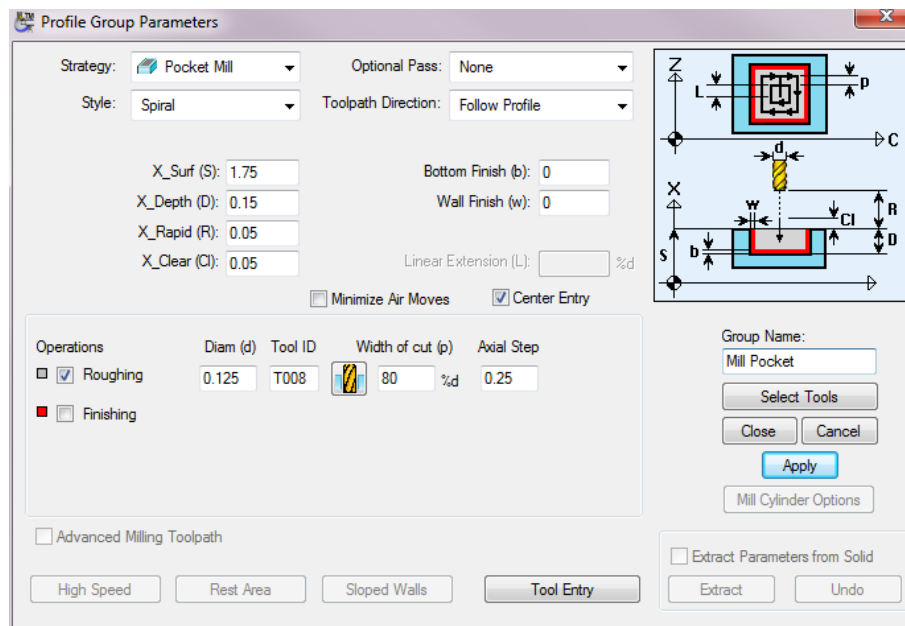 Profile Group Parameters
X
Strategy: Pocket Mill Optional Pass: None
Style: Spiral Toolpath Direction: Follow Profile
X_Surf (S): 1.75 Bottom Finish (b): 0
X_Depth (D): 0.15 Wall Finish (w): 0
X_Rapid (R): 0.05
X_Clear (Cl): 0.05 Linear Extension (L): %d
Minimize Air Moves Center Entry
Z
L
p
C
d
X
w
Cl
R
S
b
D
Operations Diam (d) Tool ID Width of cut (p) Axial Step
Roughing 0.125 T008 80 %d 0.25
Finishing
Group Name:
Mill Pocket
Select Tools
Close Cancel
Apply
Mill Cylinder Options
Advanced Milling Toolpath
Extract Parameters from Solid
High Speed Rest Area Sloped Walls Tool Entry Extract Undo